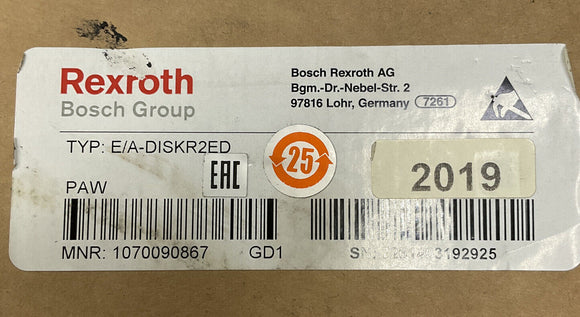 Rexroth
Bosch Group
Bosch Rexroth AG
Bgm.-Dr.-Nebel-Str. 2
97816 Lohr, Germany 7261
TYP: E/A-DISKR2ED
EAC
25
2019
PAW
MNR: 1070090867 GD1
3192925